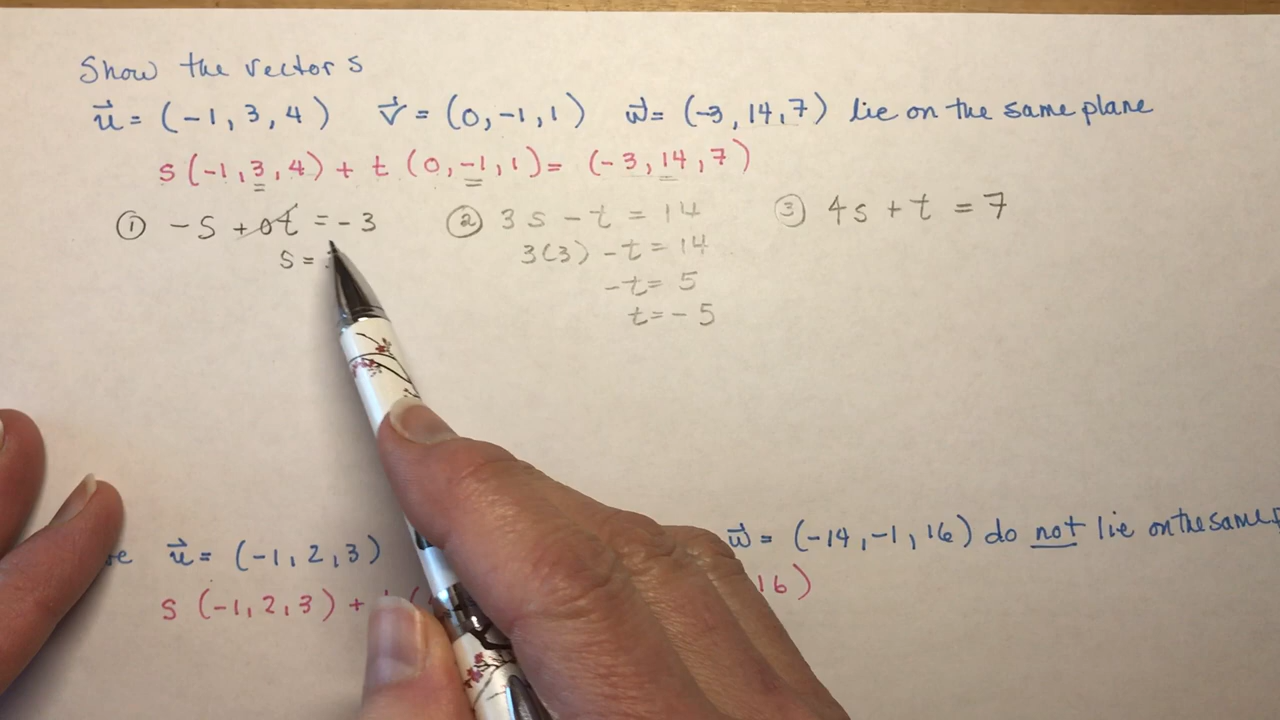 Show the vectors
u⃗ = (-1, 3, 4) v⃗ = (0, -1, 1) w⃗ = (-3, 14, 7) lie on the same plane
s(-1, 3, 4) + t (0, -1, 1) = (-3, 14, 7)
① -s + 0t = -3 ② 3s - t = 14 ③ 4s + t = 7
s = 3(3) - t = 14
-t = 5
t = -5
u⃗ = (-1, 2, 3) w⃗ = (-14, -1, 16) do not lie on the same
s (-1, 2, 3) + 16)